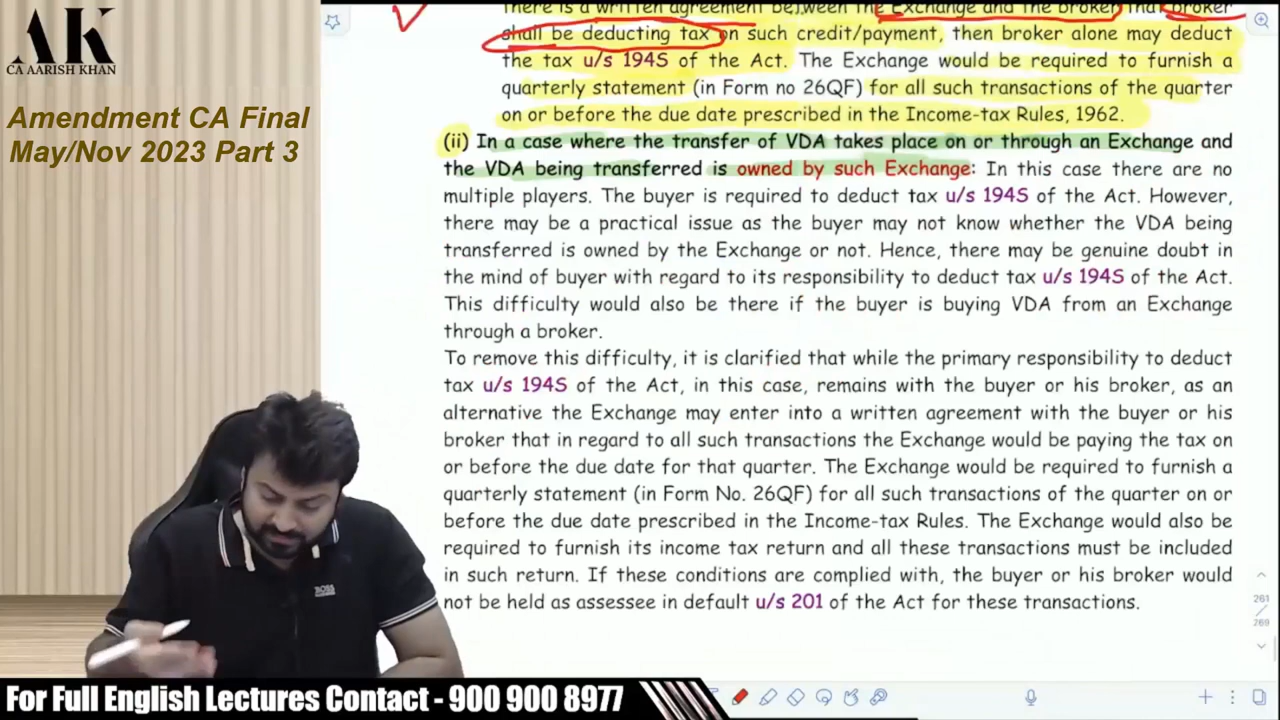 AK
CA AARISH KHAN
Amendment CA Final
May/Nov 2023 Part 3
there is a written agreement between the Exchange and the broker that broker
shall be deducting tax on such credit/payment, then broker alone may deduct
the tax u/s 194S of the Act. The Exchange would be required to furnish a
quarterly statement (in Form no 26QF) for all such transactions of the quarter
on or before the due date prescribed in the Income-tax Rules, 1962.
(ii) In a case where the transfer of VDA takes place on or through an Exchange and
the VDA being transferred is owned by such Exchange: In this case there are no
multiple players. The buyer is required to deduct tax u/s 194S of the Act. However,
there may be a practical issue as the buyer may not know whether the VDA being
transferred is owned by the Exchange or not. Hence, there may be genuine doubt in
the mind of buyer with regard to its responsibility to deduct tax u/s 194S of the Act.
This difficulty would also be there if the buyer is buying VDA from an Exchange
through a broker.
To remove this difficulty, it is clarified that while the primary responsibility to deduct
tax u/s 194S of the Act, in this case, remains with the buyer or his broker, as an
alternative the Exchange may enter into a written agreement with the buyer or his
broker that in regard to all such transactions the Exchange would be paying the tax on
or before the due date for that quarter. The Exchange would be required to furnish a
quarterly statement (in Form No. 26QF) for all such transactions of the quarter on or
before the due date prescribed in the Income-tax Rules. The Exchange would also be
required to furnish its income tax return and all these transactions must be included
in such return. If these conditions are complied with, the buyer or his broker would
not be held as assessee in default u/s 201 of the Act for these transactions.
261
/
269
BOSS
For Full English Lectures Contact - 900 900 8977